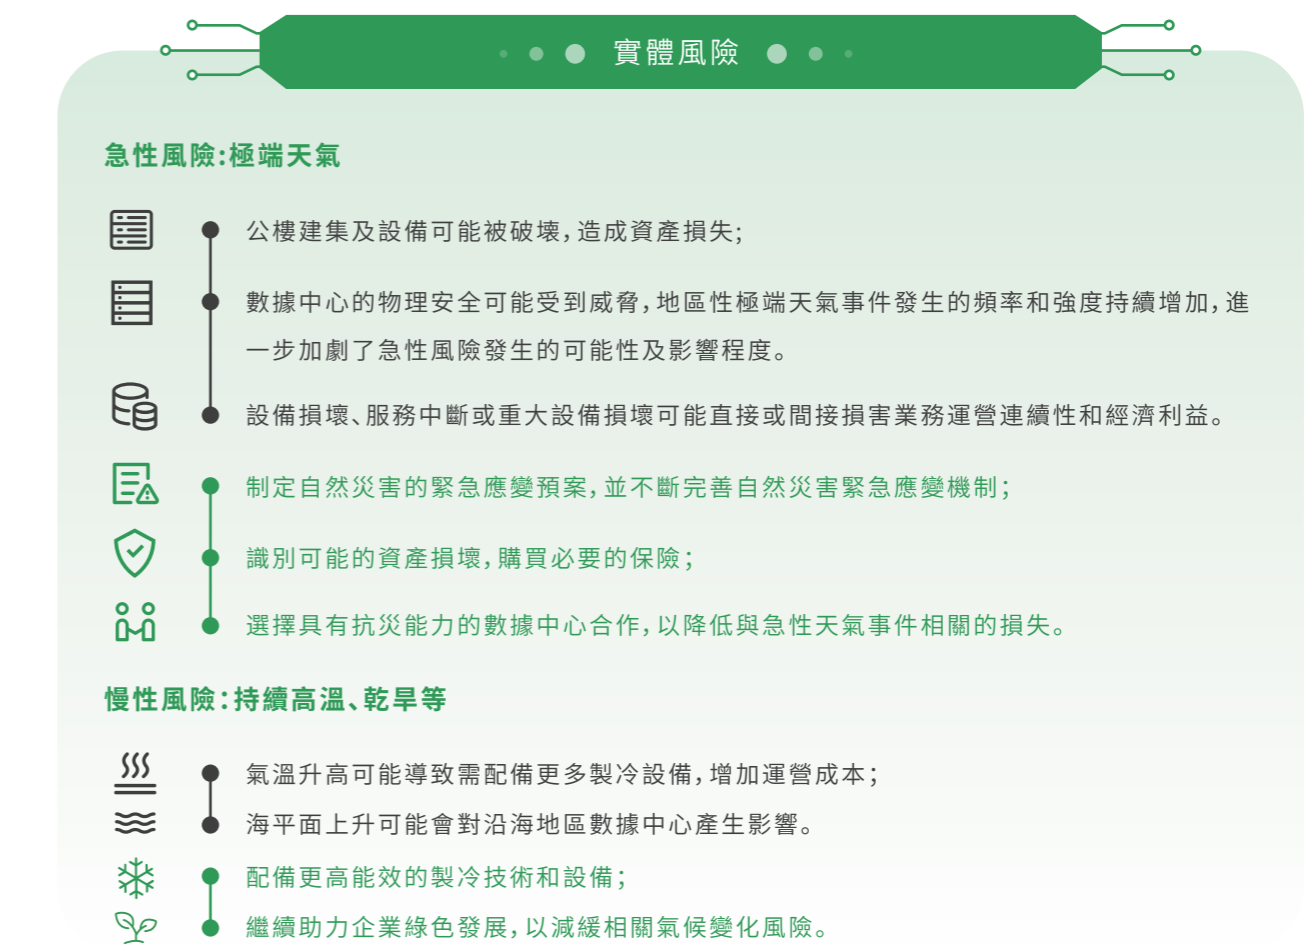 實體風險
急性風險:極端天氣
公樓建集及設備可能被破壞,造成資產損失;
數據中心的物理安全可能受到威脅,地區性極端天氣事件發生的頻率和強度持續增加,進
一步加劇了急性風險發生的可能性及影響程度。
設備損壞、服務中斷或重大設備損壞可能直接或間接損害業務運營連續性和經濟利益。
制定自然災害的緊急應變預案,並不斷完善自然災害緊急應變機制;
識別可能的資產損壞,購買必要的保險;
選擇具有抗災能力的數據中心合作,以降低與急性天氣事件相關的損失。
慢性風險:持續高溫、乾旱等
氣溫升高可能導致需配備更多製冷設備,增加運營成本;
海平面上升可能會對沿海地區數據中心產生影響。
配備更高能效的製冷技術和設備;
繼續助力企業綠色發展,以減緩相關氣候變化風險。